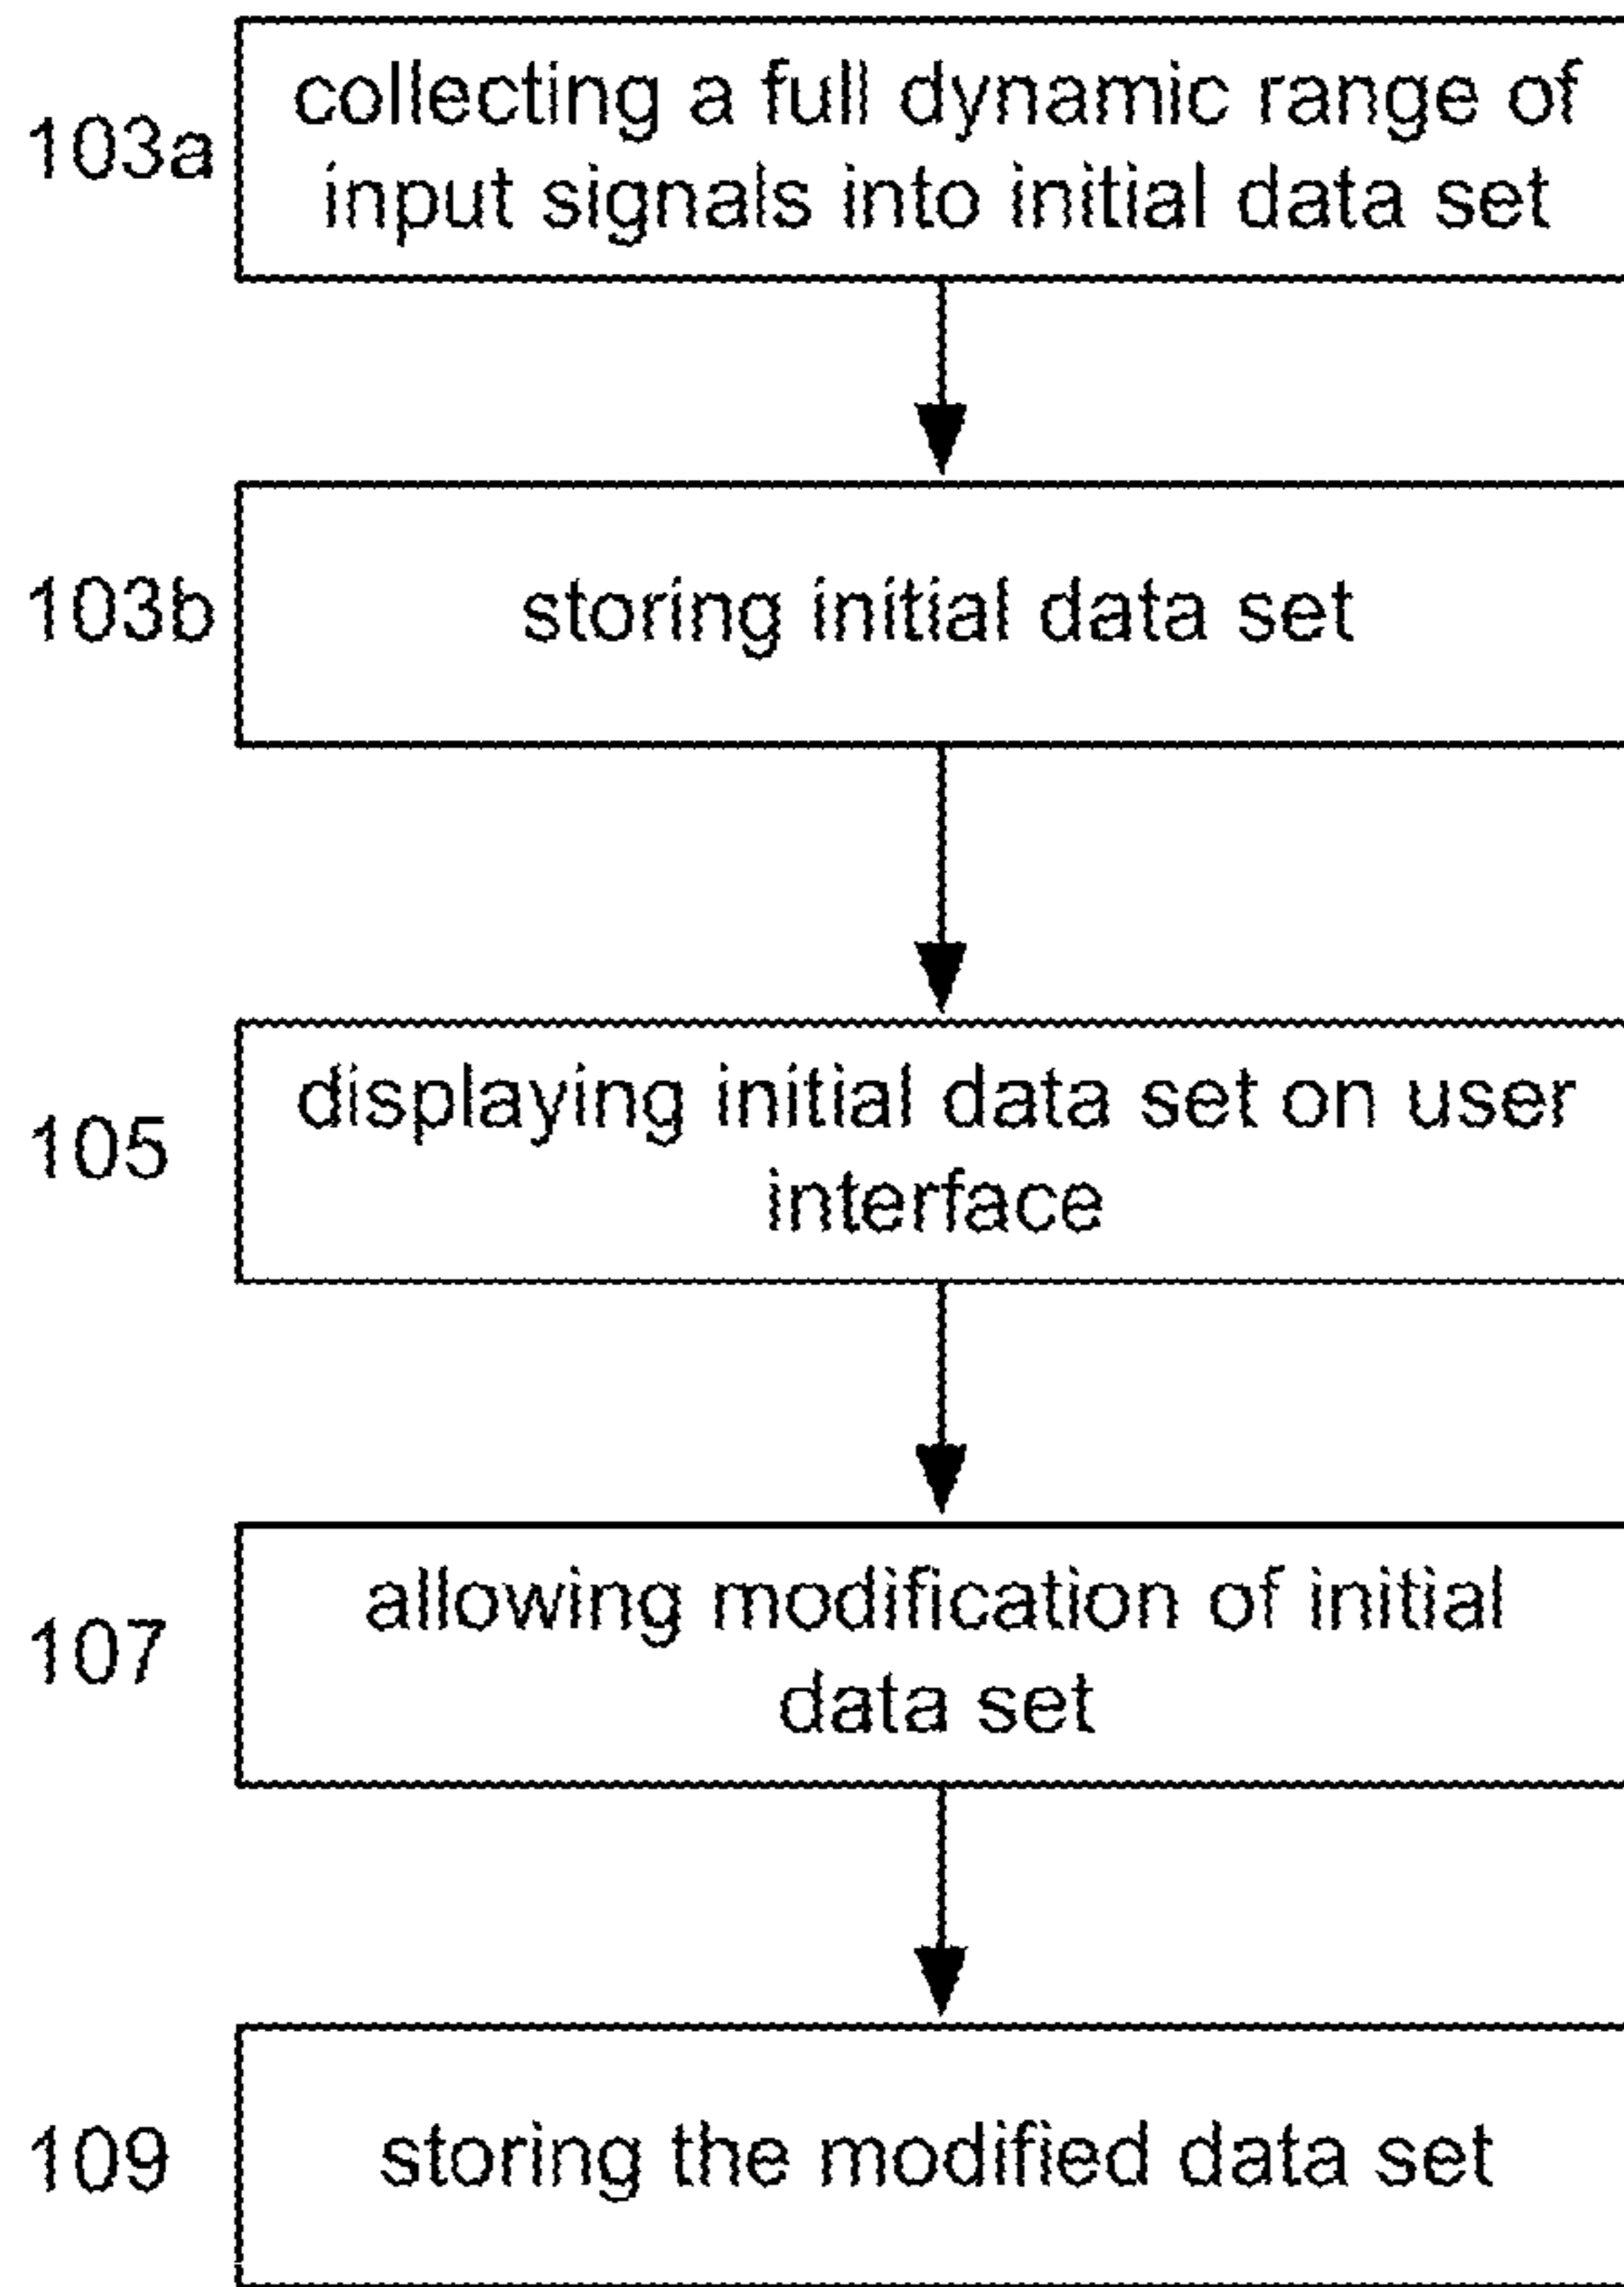 103a
collecting a full dynamic range of
input signals into initial data set
103b
storing initial data set
105
displaying initial data set on user
interface
107
allowing modification of initial
data set
109
storing the modified data set